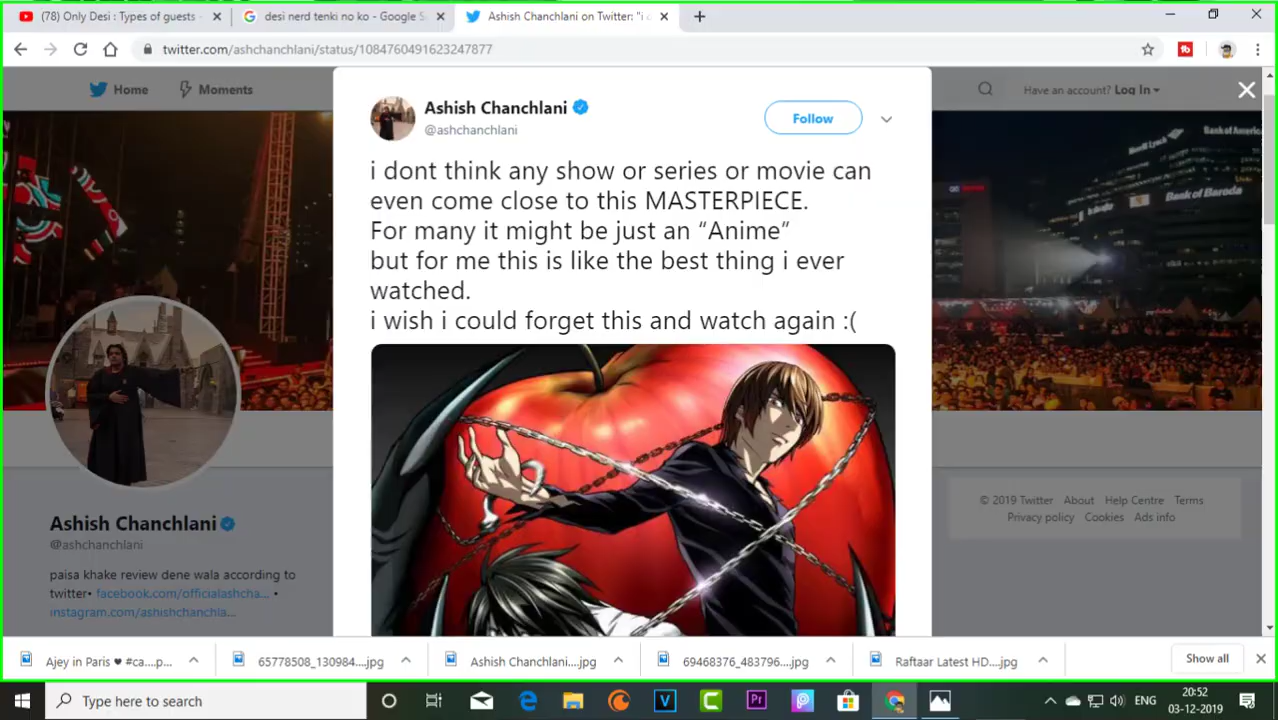 (78) Only Desi : Types of guests -
desi nerd tenki no ko - Google S
Ashish Chanchlani on Twitter: "i
twitter.com/ashchanchlani/status/1084760491623247877
Home
Moments
Have an account? Log In
Ashish Chanchlani
@ashchanchlani
Follow
i dont think any show or series or movie can
even come close to this MASTERPIECE.
For many it might be just an “Anime”
but for me this is like the best thing i ever
watched.
i wish i could forget this and watch again :(
Merrill Lynch
Bank of America
Bank of Baroda
Ashish Chanchlani
@ashchanchlani
paisa khake review dene wala according to
twitter• facebook.com/officialashcha... •
instagram.com/ashishchanchla...
© 2019 Twitter About Help Centre Terms
Privacy policy Cookies Ads info
Ajey in Paris ♥ #ca....p...
65778508_130984....jpg
Ashish Chanchlani....jpg
69468376_483796....jpg
Raftaar Latest HD....jpg
Show all
Type here to search
Pr
ENG
20:52
03-12-2019